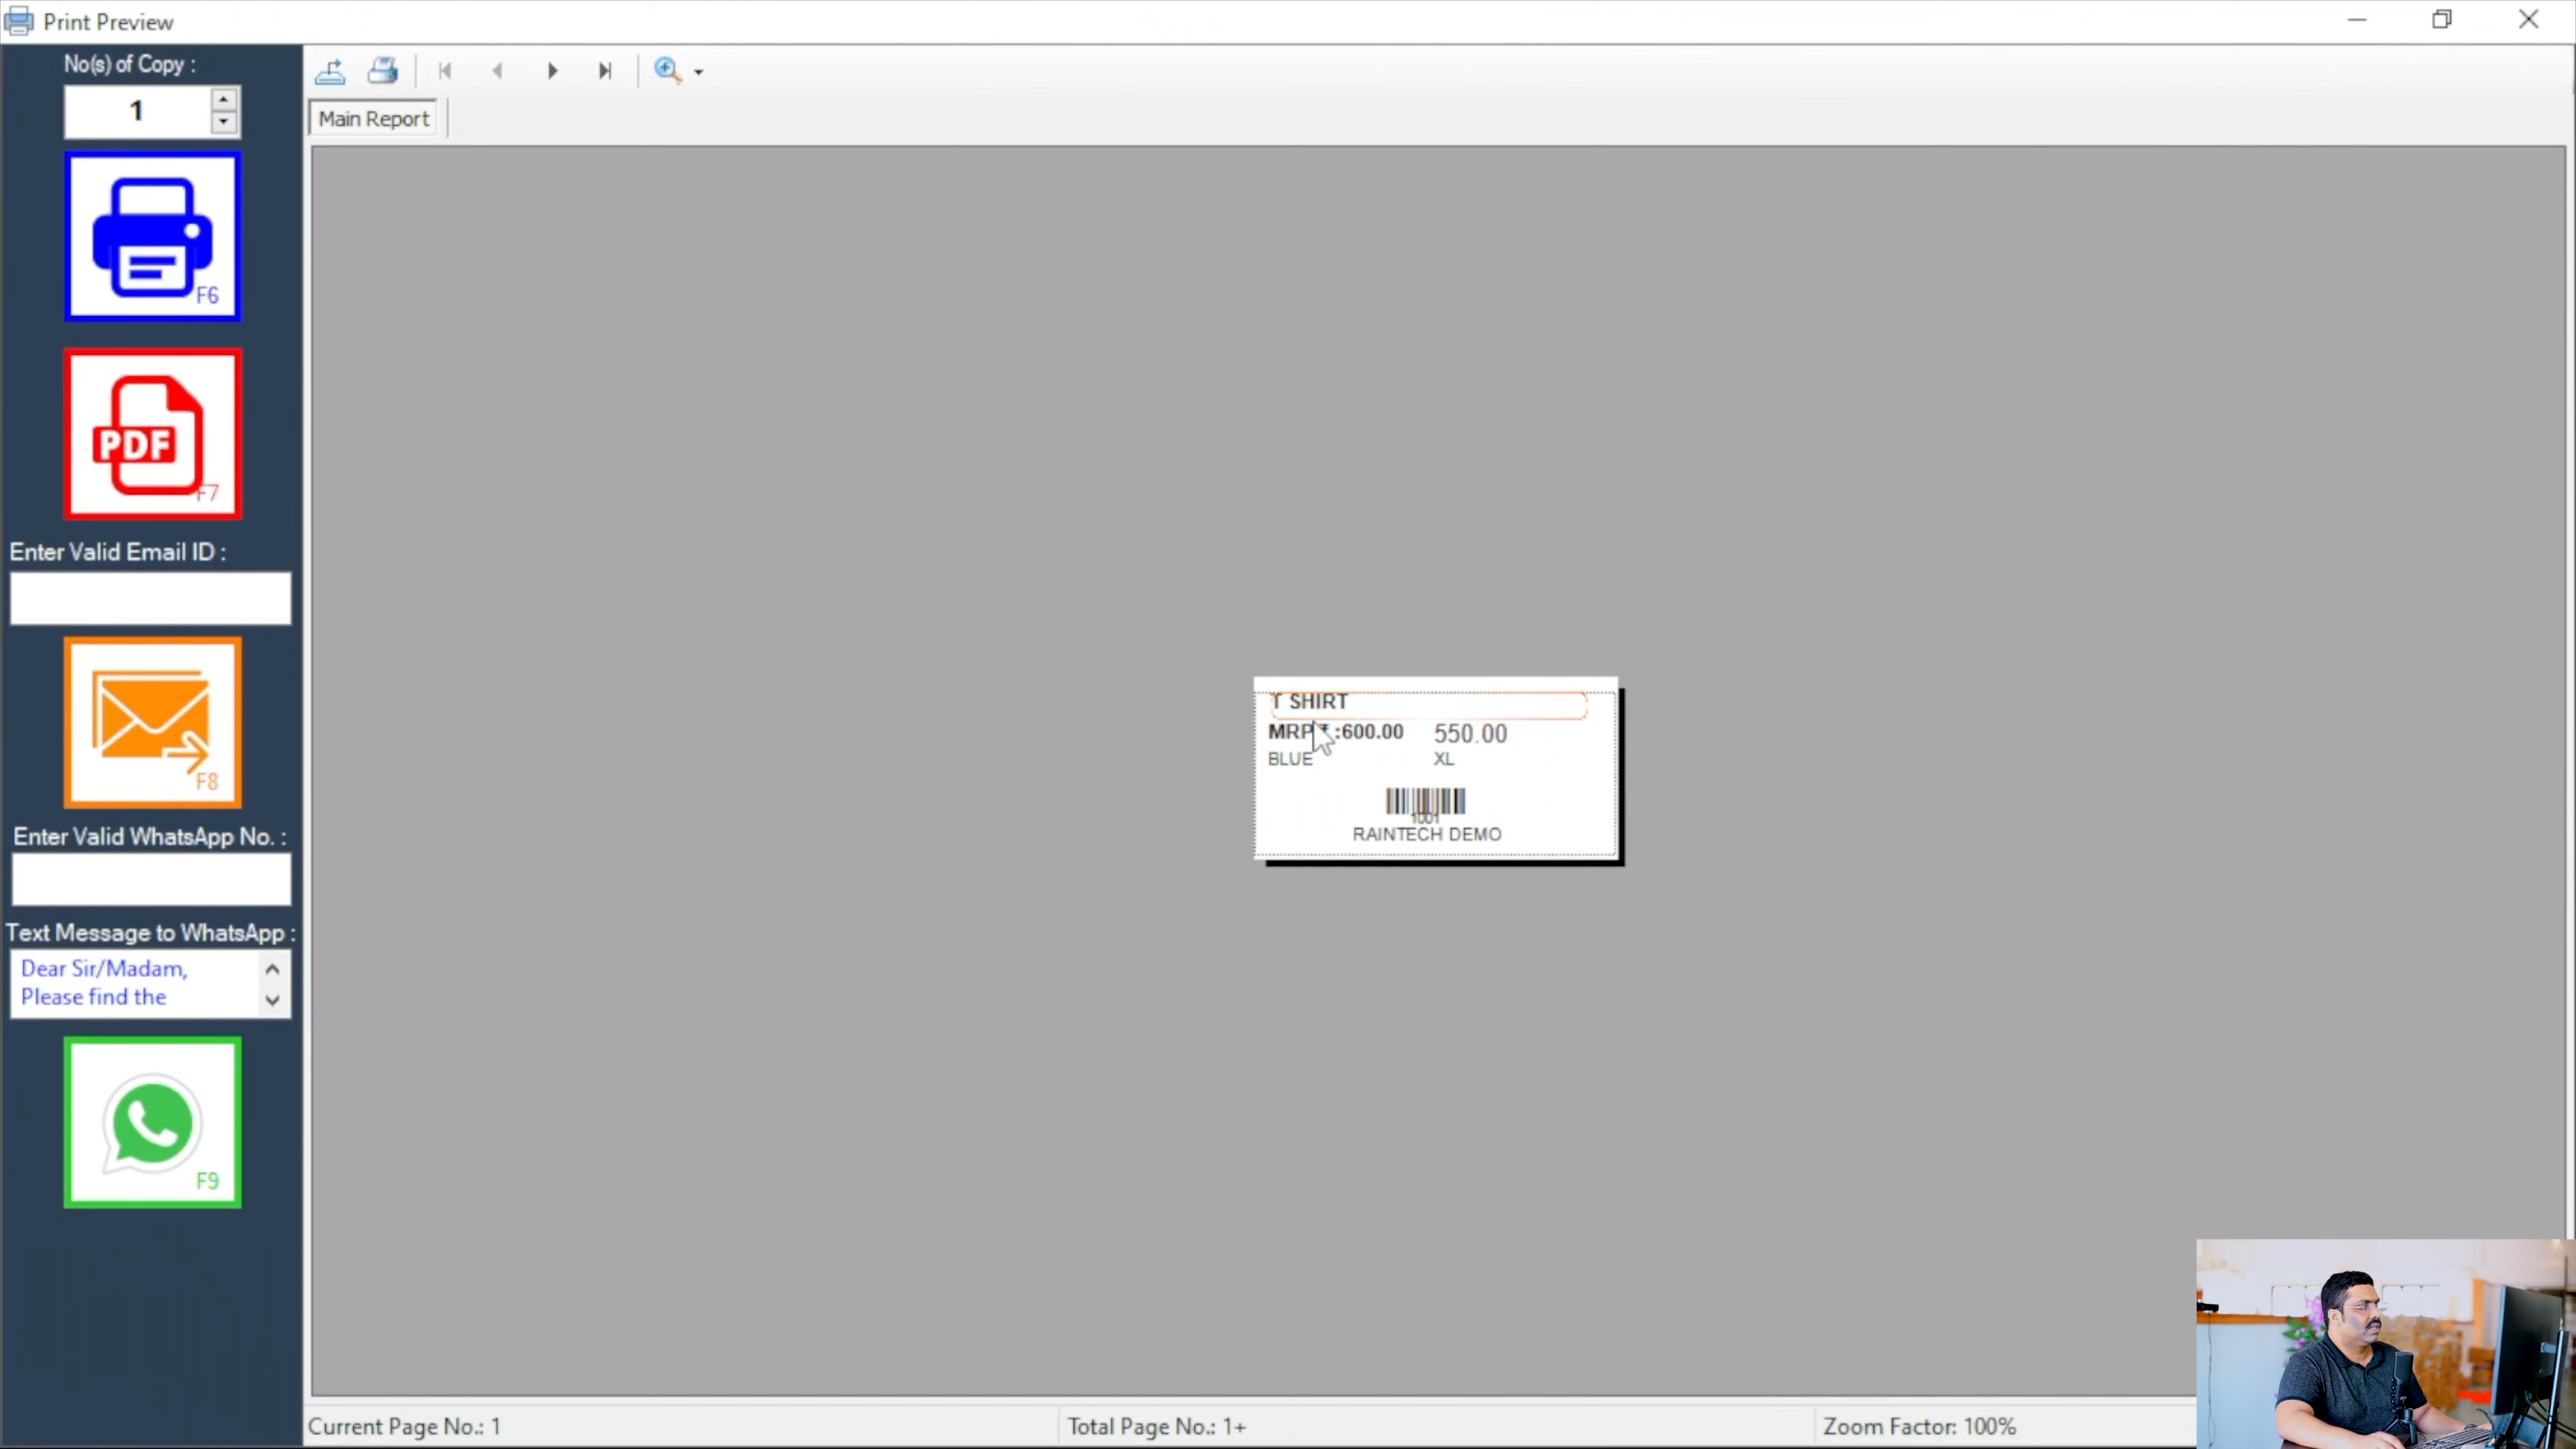 Print Preview
No(s) of Copy :
1
F6
PDF
F7
Enter Valid Email ID :
F8
Enter Valid WhatsApp No. :
Text Message to WhatsApp :
Dear Sir/Madam,
Please find the
F9
Main Report
T SHIRT
MRP :600.00 550.00
BLUE XL
1001
RAINTECH DEMO
Current Page No.: 1
Total Page No.: 1+
Zoom Factor: 100%